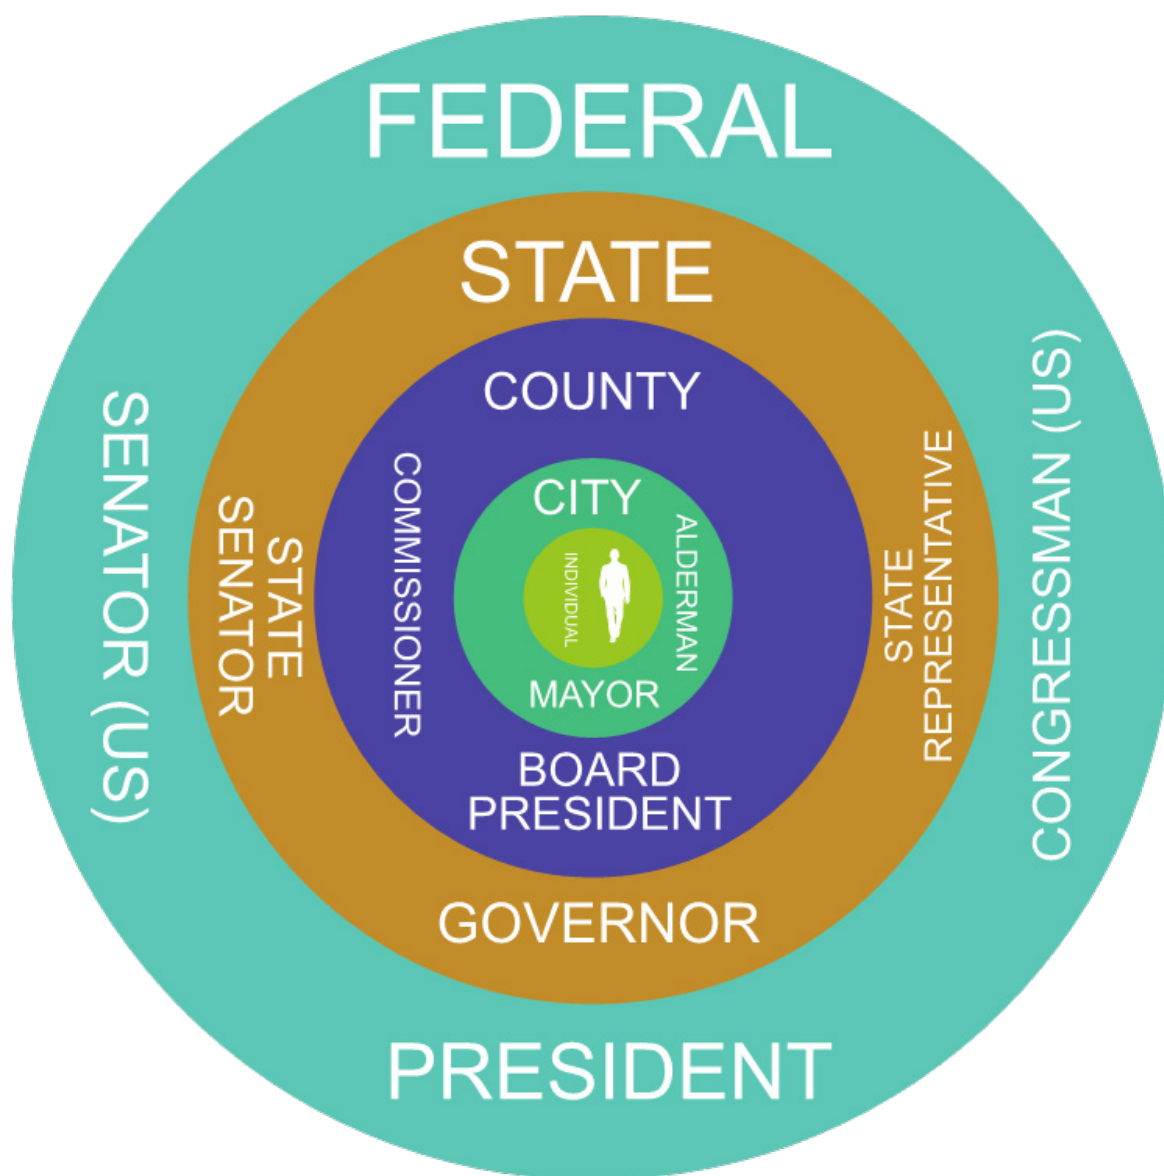 FEDERAL
STATE
COUNTY
CITY
INDIVIDUAL
ALDERMAN
MAYOR
COMMISSIONER
BOARD
PRESIDENT
STATE
SENATOR
STATE
REPRESENTATIVE
GOVERNOR
SENATOR (US)
CONGRESSMAN (US)
PRESIDENT